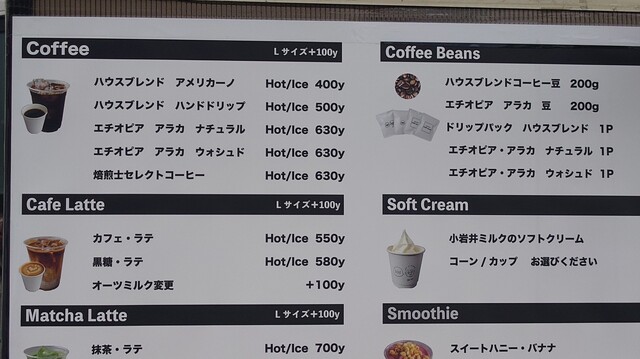 Coffee Lサイズ+100y
ハウスブレンド アメリカーノ Hot/Ice 400y
ハウスブレンド ハンドドリップ Hot/Ice 500y
エチオピア アラカ ナチュラル Hot/Ice 630y
エチオピア アラカ ウォシュド Hot/Ice 630y
焙煎士セレクトコーヒー Hot/Ice 630y
Cafe Latte Lサイズ+100y
カフェ・ラテ Hot/Ice 550y
黒糖・ラテ Hot/Ice 580y
オーツミルク変更 +100y
Matcha Latte Lサイズ+100y
抹茶・ラテ Hot/Ice 700y
Coffee Beans
ハウスブレンドコーヒー豆 200g
エチオピア アラカ 豆 200g
ドリップパック ハウスブレンド 1P
エチオピア・アラカ ナチュラル 1P
エチオピア・アラカ ウォシュド 1P
Soft Cream
小岩井ミルクのソフトクリーム
コーン / カップ お選びください
Smoothie
スイートハニー・バナナ